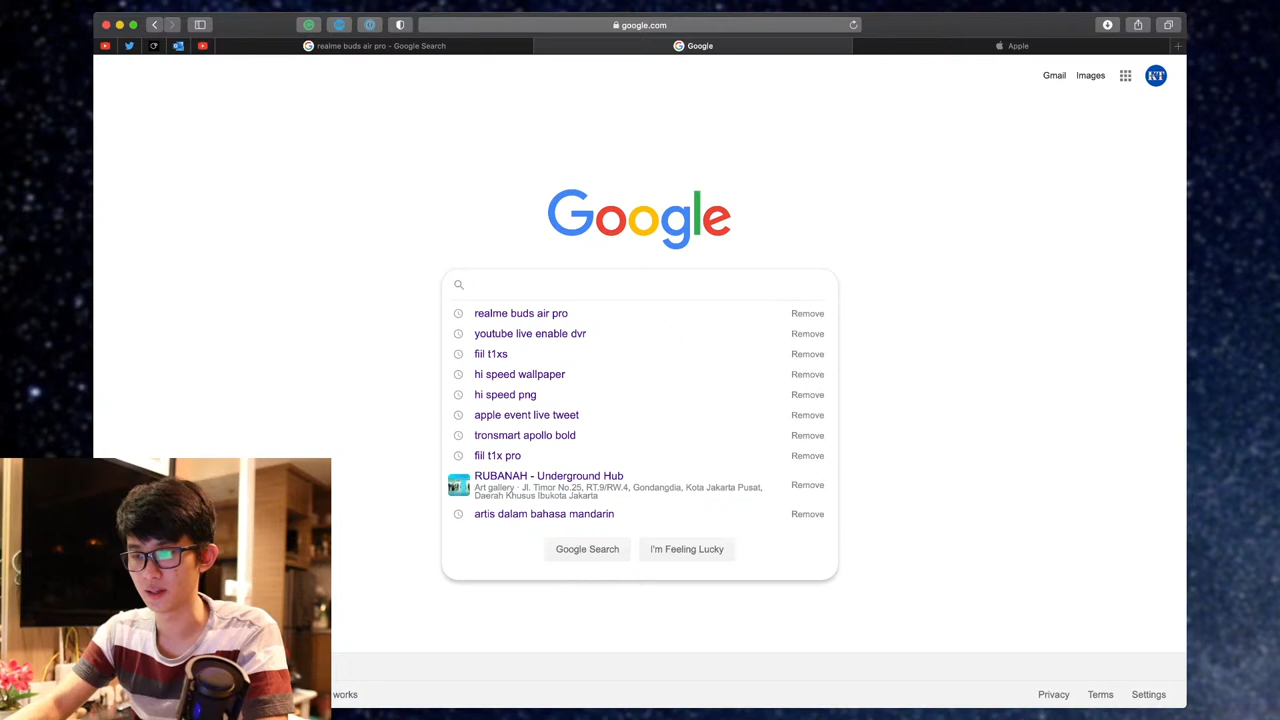 google.com
realme buds air pro - Google Search
Google
Apple
Gmail
Images
KT
Google
realme buds air pro
Remove
youtube live enable dvr
Remove
fiil t1xs
Remove
hi speed wallpaper
Remove
hi speed png
Remove
apple event live tweet
Remove
tronsmart apollo bold
Remove
fiil t1x pro
Remove
RUBANAH - Underground Hub
Art gallery · Jl. Timor No.25, RT.9/RW.4, Gondangdia, Kota Jakarta Pusat,
Daerah Khusus Ibukota Jakarta
Remove
artis dalam bahasa mandarin
Remove
Google Search
I'm Feeling Lucky
works
Privacy
Terms
Settings